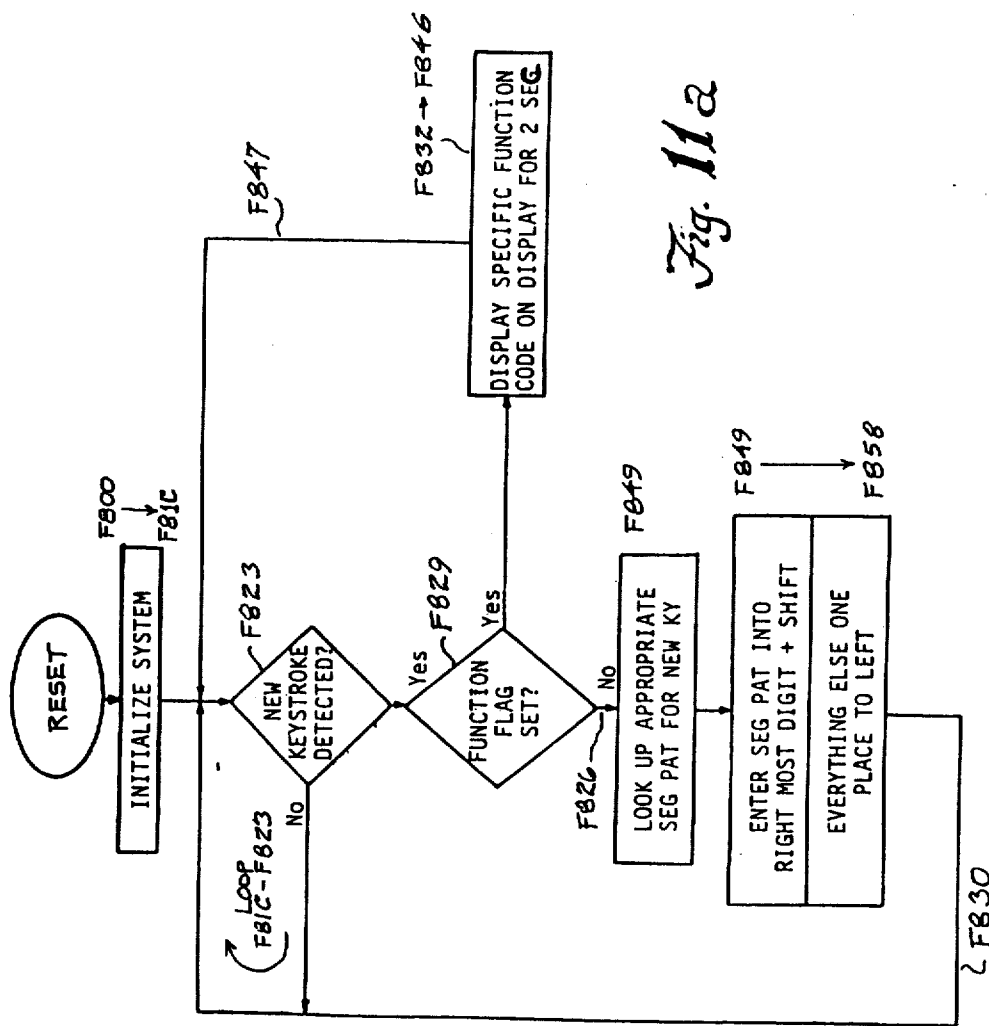 RESET
F800 → F81C
INITIALIZE SYSTEM
F847
F823
NEW
KEYSTROKE
DETECTED?
No
LOOP
F81C-F823
Yes
F829
FUNCTION
FLAG
SET?
Yes
F832 → F846
DISPLAY SPECIFIC FUNCTION
CODE ON DISPLAY FOR 2 SEC
No
F826
F849
LOOK UP APPROPRIATE
SEG PAT FOR NEW KY
F849 → F858
ENTER SEG PAT INTO
RIGHT MOST DIGIT + SHIFT
EVERYTHING ELSE ONE
PLACE TO LEFT
F830
Fig. 11a